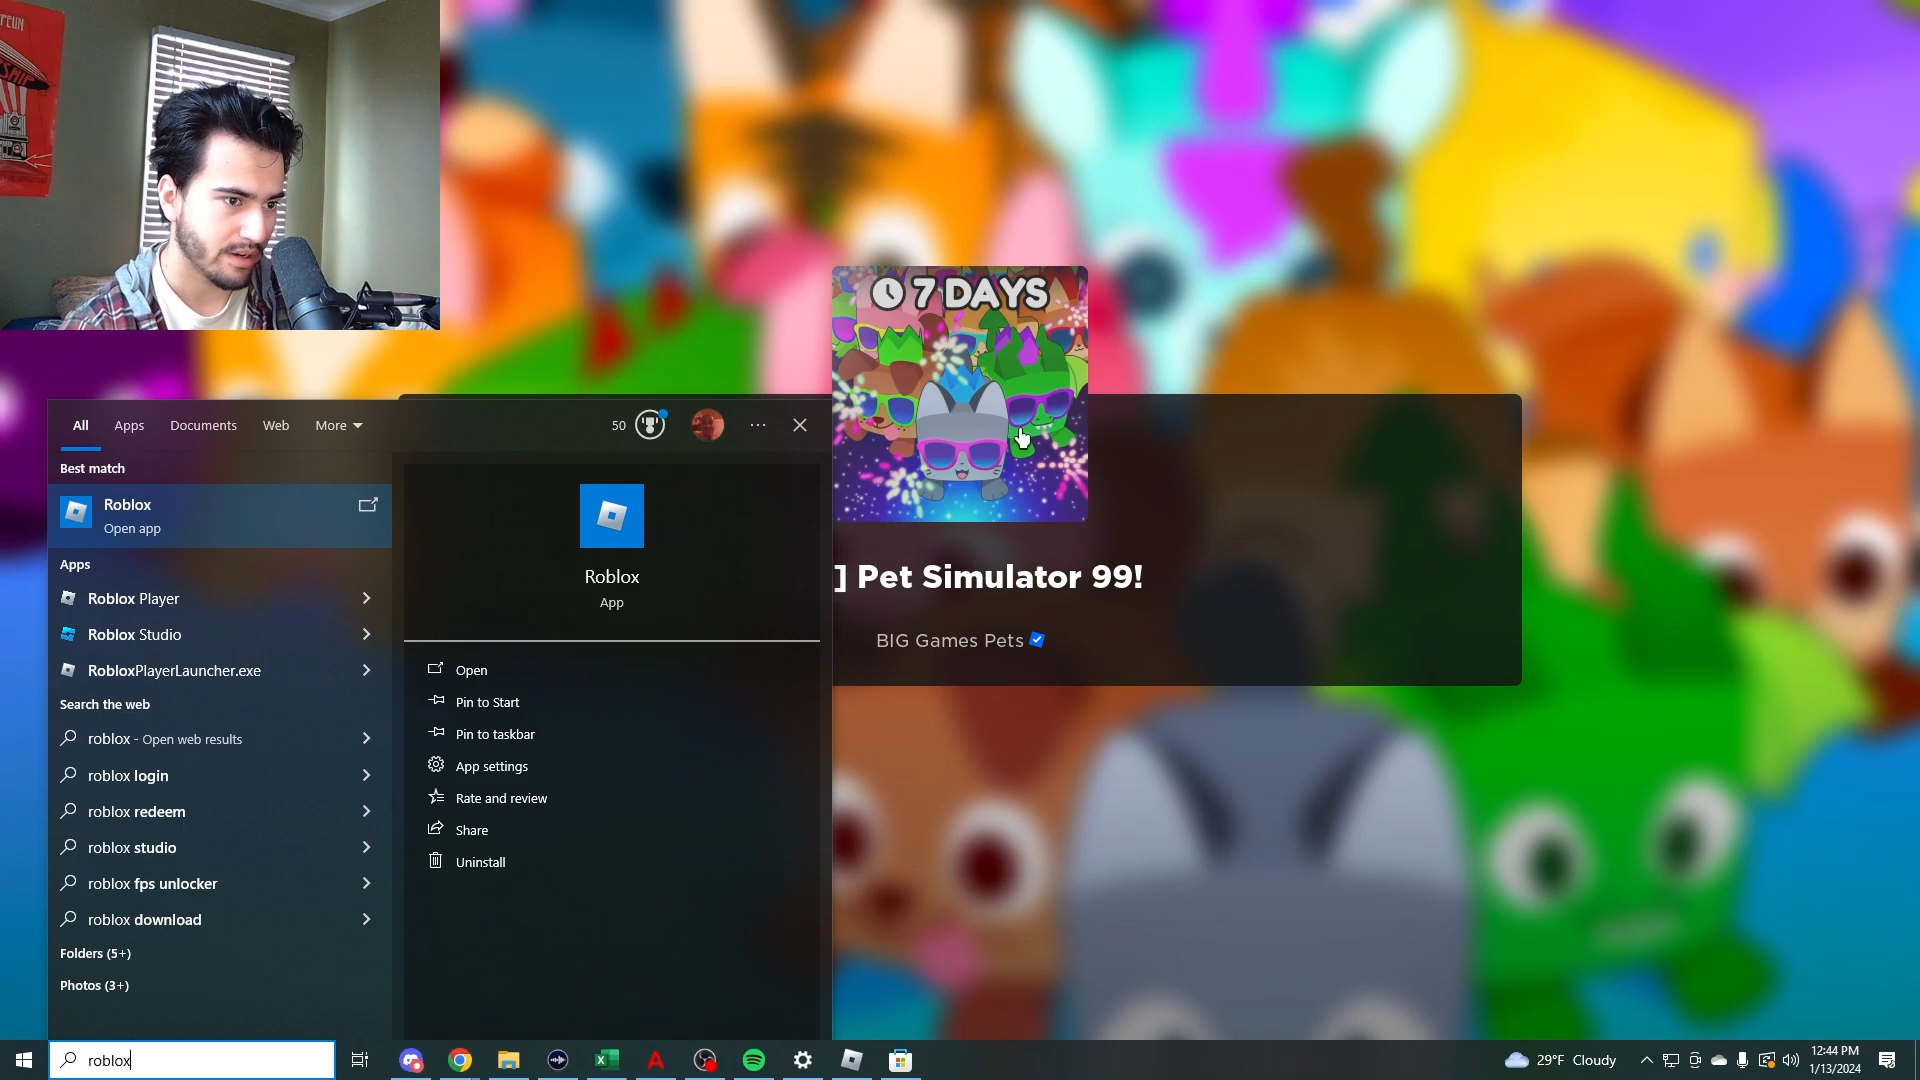 7 DAYS
All
Apps
Documents
Web
More
50
Best match
Roblox
Open app
Apps
Roblox Player
Roblox Studio
RobloxPlayerLauncher.exe
Search the web
roblox - Open web results
roblox login
roblox redeem
roblox studio
roblox fps unlocker
roblox download
Folders (5+)
Photos (3+)
Roblox
App
Open
Pin to Start
Pin to taskbar
App settings
Rate and review
Share
Uninstall
] Pet Simulator 99!
BIG Games Pets
roblox
29°F Cloudy
12:44 PM
1/13/2024